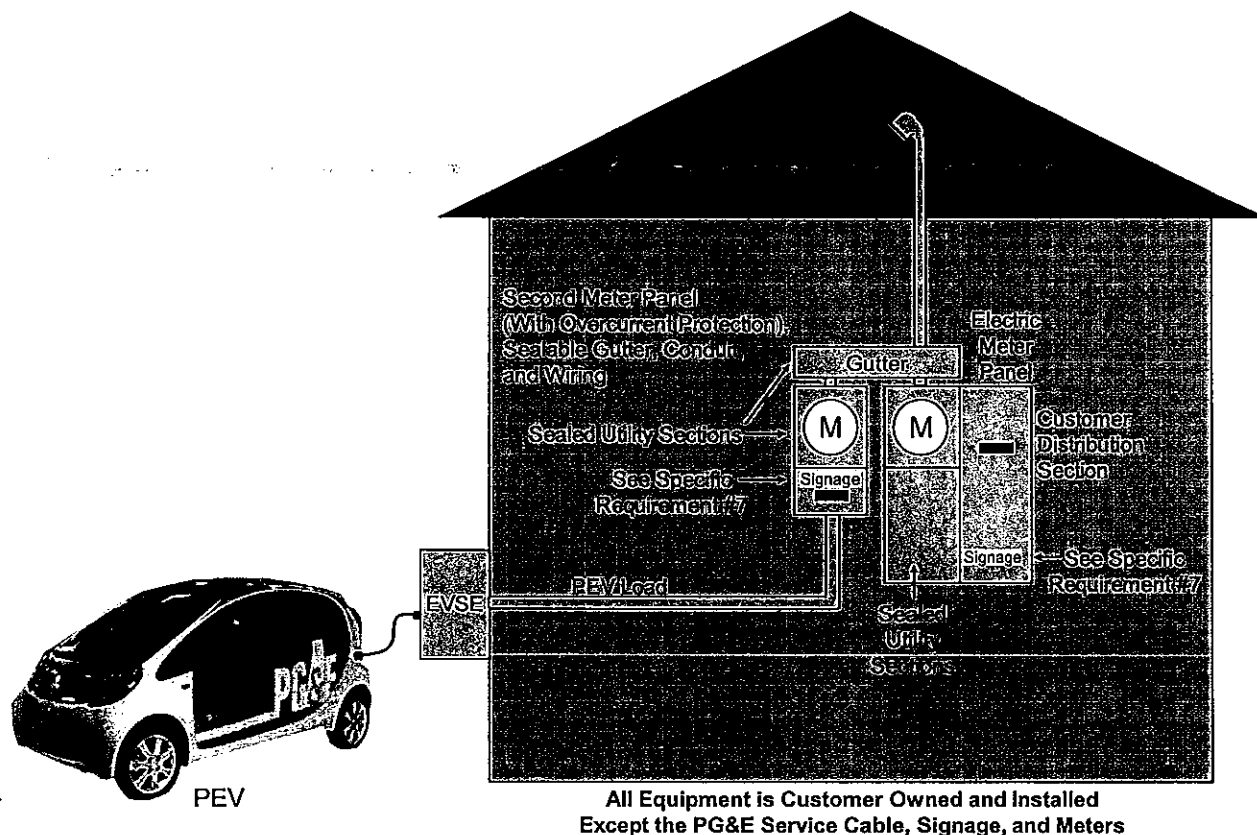 Second Meter Panel
(With Overcurrent Protection),
Sealable Gutter, Conduit,
and Wiring
Electric
Meter
Panel
Gutter
M
M
Sealed Utility Sections
Customer
Distribution
Section
See Specific
Requirement #7
Signage
Signage
See Specific
Requirement #7
Sealed
Utility
Sections
PEV Load
EVSE
PG&E
PEV
All Equipment is Customer Owned and Installed
Except the PG&E Service Cable, Signage, and Meters